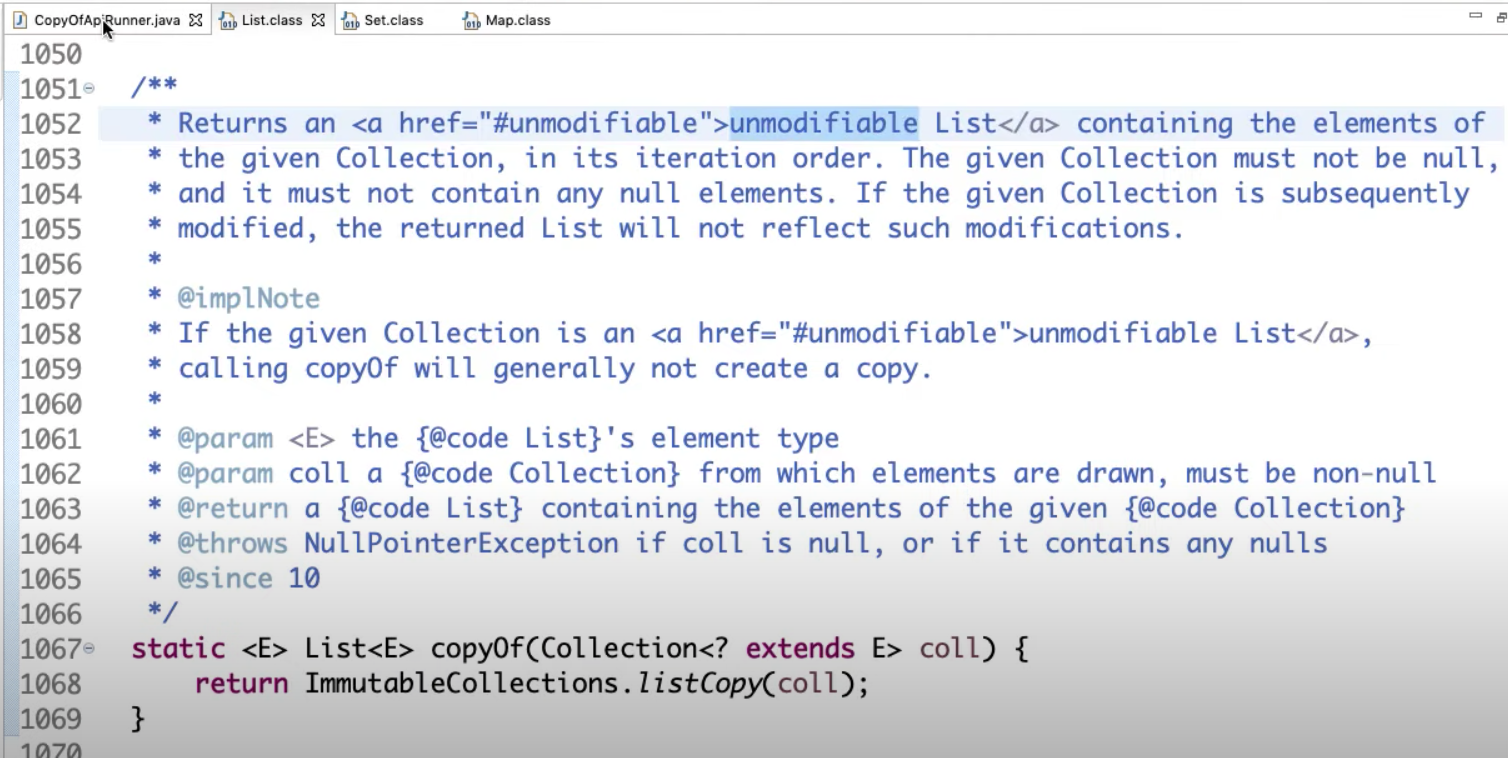 CopyOfApiRunner.java List.class Set.class Map.class
1050
1051 /**
1052 * Returns an <a href="#unmodifiable">unmodifiable List</a> containing the elements of
1053 * the given Collection, in its iteration order. The given Collection must not be null,
1054 * and it must not contain any null elements. If the given Collection is subsequently
1055 * modified, the returned List will not reflect such modifications.
1056 *
1057 * @implNote
1058 * If the given Collection is an <a href="#unmodifiable">unmodifiable List</a>,
1059 * calling copyOf will generally not create a copy.
1060 *
1061 * @param <E> the {@code List}'s element type
1062 * @param coll a {@code Collection} from which elements are drawn, must be non-null
1063 * @return a {@code List} containing the elements of the given {@code Collection}
1064 * @throws NullPointerException if coll is null, or if it contains any nulls
1065 * @since 10
1066 */
1067 static <E> List<E> copyOf(Collection<? extends E> coll) {
1068 return ImmutableCollections.listCopy(coll);
1069 }
1070